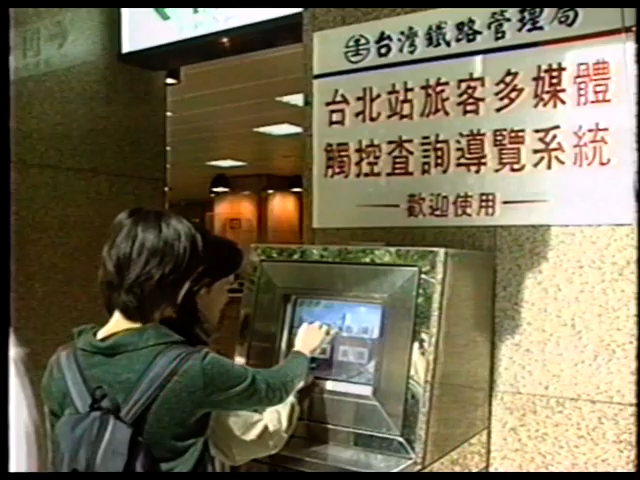 台灣鐵路管理局
台北站旅客多媒體
觸控查詢導覽系統
歡迎使用